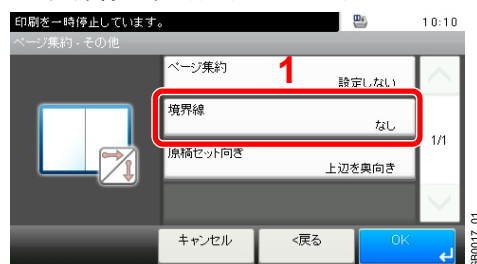 印刷を一時停止しています。
10:10
ページ集約 - その他
ページ集約
設定しない
1
境界線
なし
原稿セット向き
上辺を奥向き
1/1
キャンセル
<戻る
OK